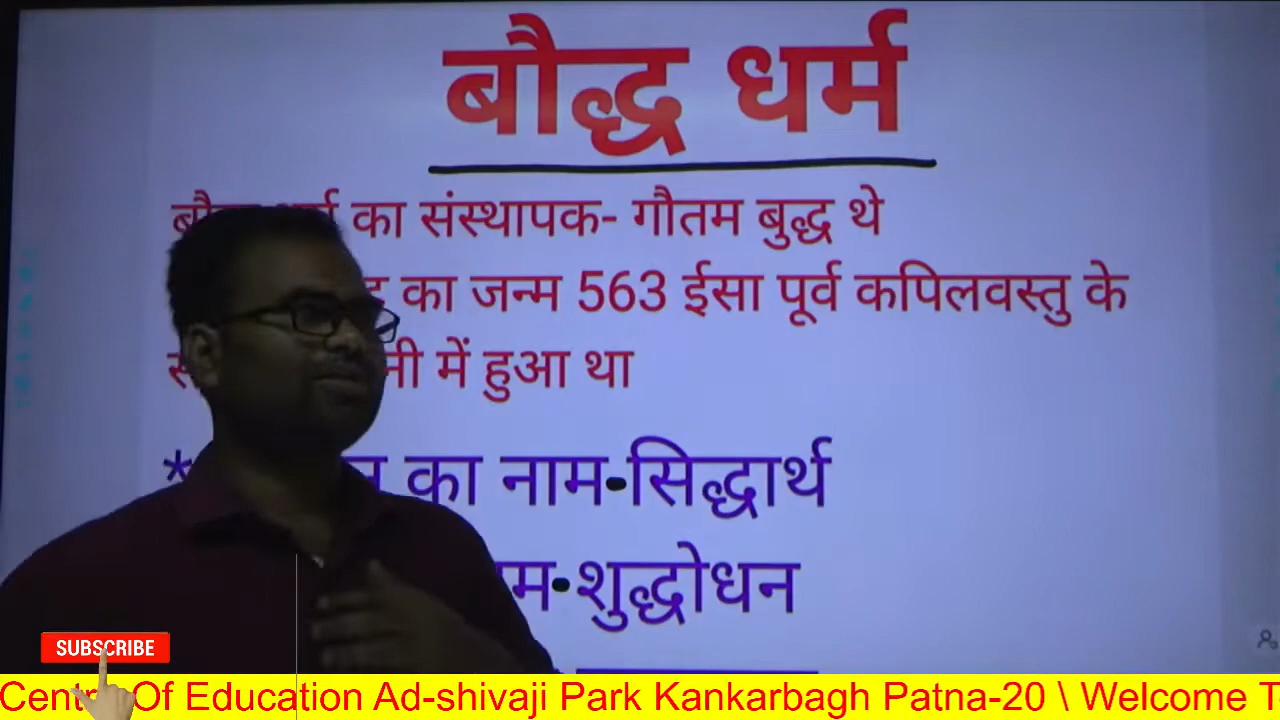 बौद्ध धर्म
का संस्थापक- गौतम बुद्ध थे
का जन्म 563 ईसा पूर्व कपिलवस्तु के
में हुआ था
* का नाम-सिद्धार्थ
शुद्धोधन
SUBSCRIBE
Of Education Ad-shivaji Park Kankarbagh Patna-20 \ Welcome